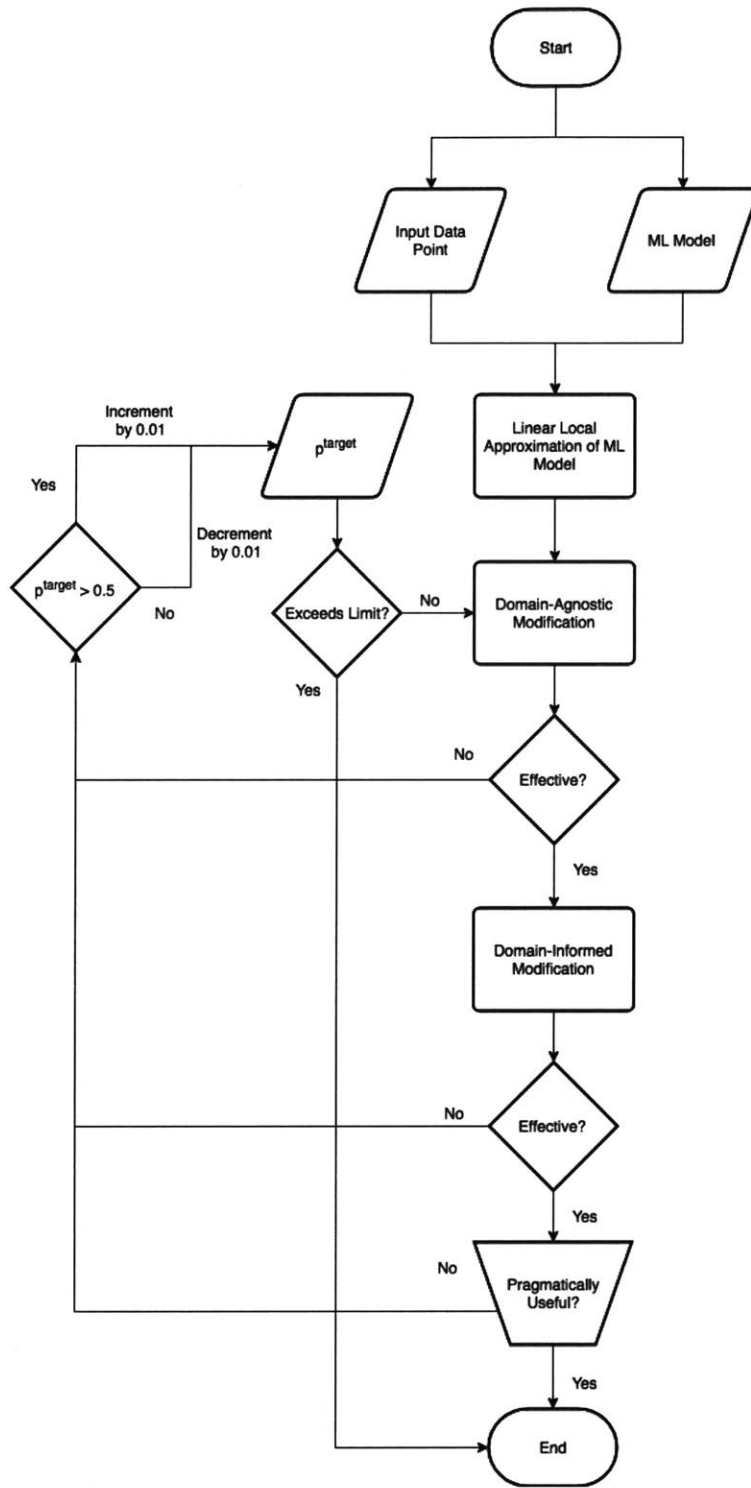 Start
Input Data
Point
ML Model
Linear Local
Approximation of ML
Model
Increment
by 0.01
p^target
Yes
Decrement
by 0.01
p^target > 0.5
No
Exceeds Limit?
No
Domain-Agnostic
Modification
Yes
No
Effective?
Yes
Domain-Informed
Modification
No
Effective?
Yes
No
Pragmatically
Useful?
Yes
End